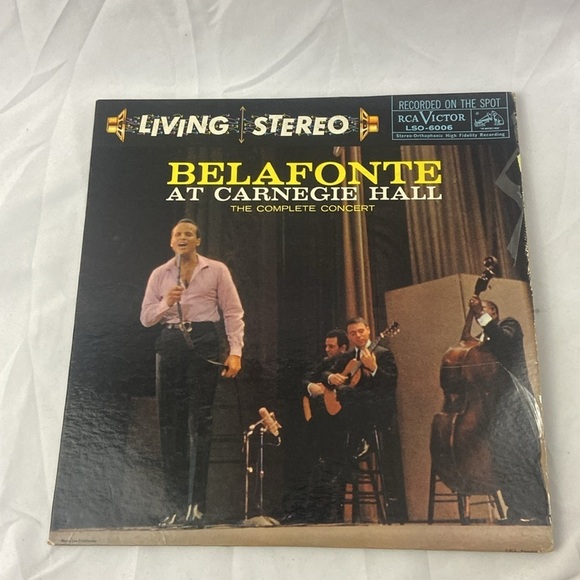 LIVING STEREO
RECORDED ON THE SPOT
RCA VICTOR
LSO-6006
Stereo-Orthophonic High Fidelity Recording
BELAFONTE
AT CARNEGIE HALL
THE COMPLETE CONCERT